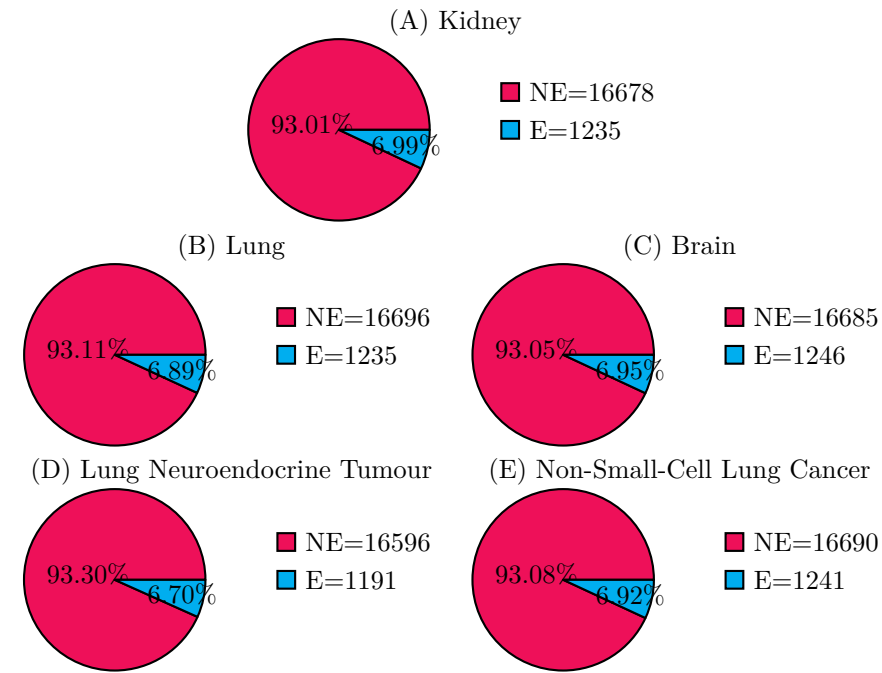 (A) Kidney
93.01%
6.99%
NE=16678
E=1235
(B) Lung
93.11%
6.89%
NE=16696
E=1235
(C) Brain
93.05%
6.95%
NE=16685
E=1246
(D) Lung Neuroendocrine Tumour
93.30%
6.70%
NE=16596
E=1191
(E) Non-Small-Cell Lung Cancer
93.08%
6.92%
NE=16690
E=1241